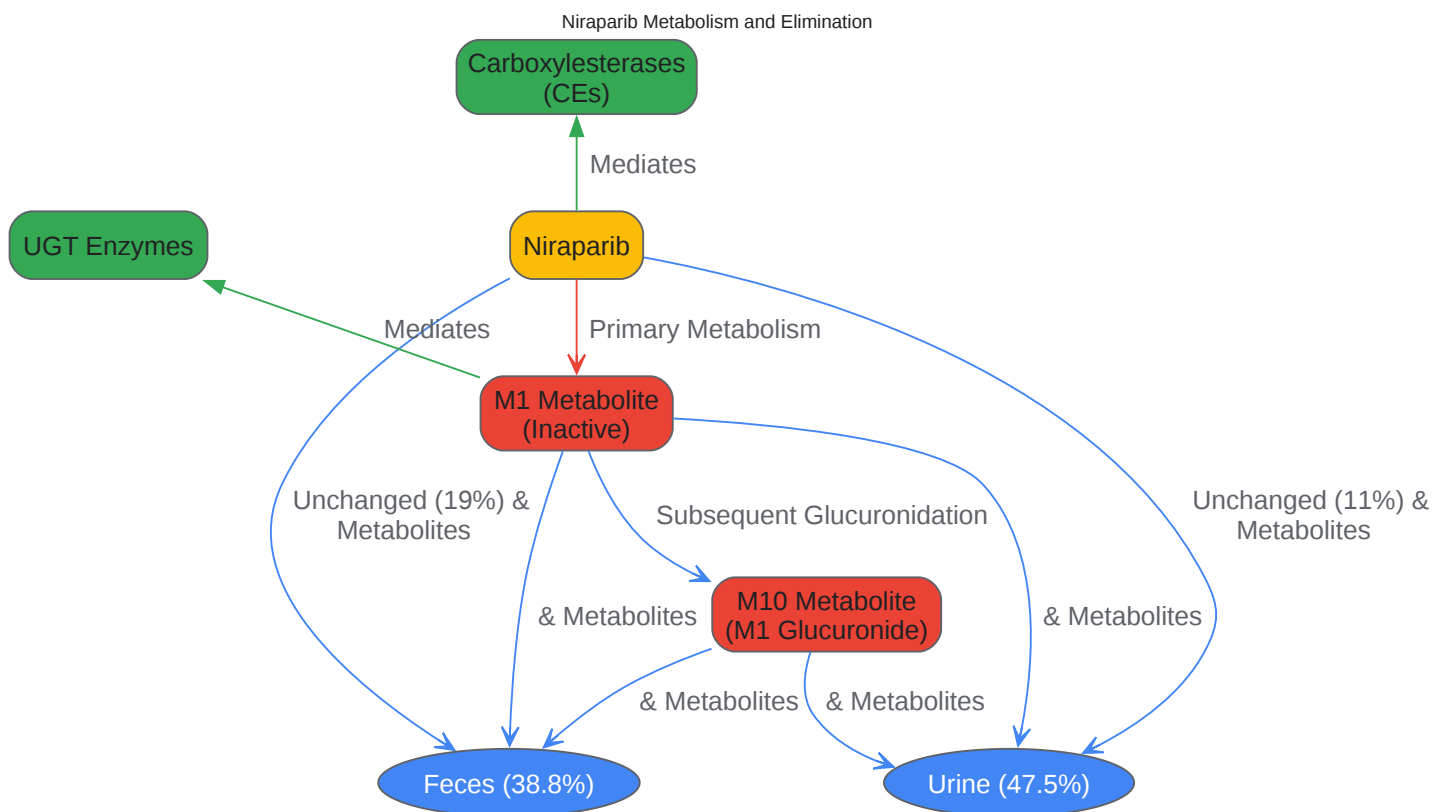 Niraparib Metabolism and Elimination
Carboxylesterases
(CEs)
Mediates
UGT Enzymes
Niraparib
Mediates
Primary Metabolism
M1 Metabolite
(Inactive)
Unchanged (19%) &
Metabolites
Subsequent Glucuronidation
Unchanged (11%) &
Metabolites
& Metabolites
M10 Metabolite
(M1 Glucuronide)
& Metabolites
& Metabolites
& Metabolites
Feces (38.8%)
Urine (47.5%)